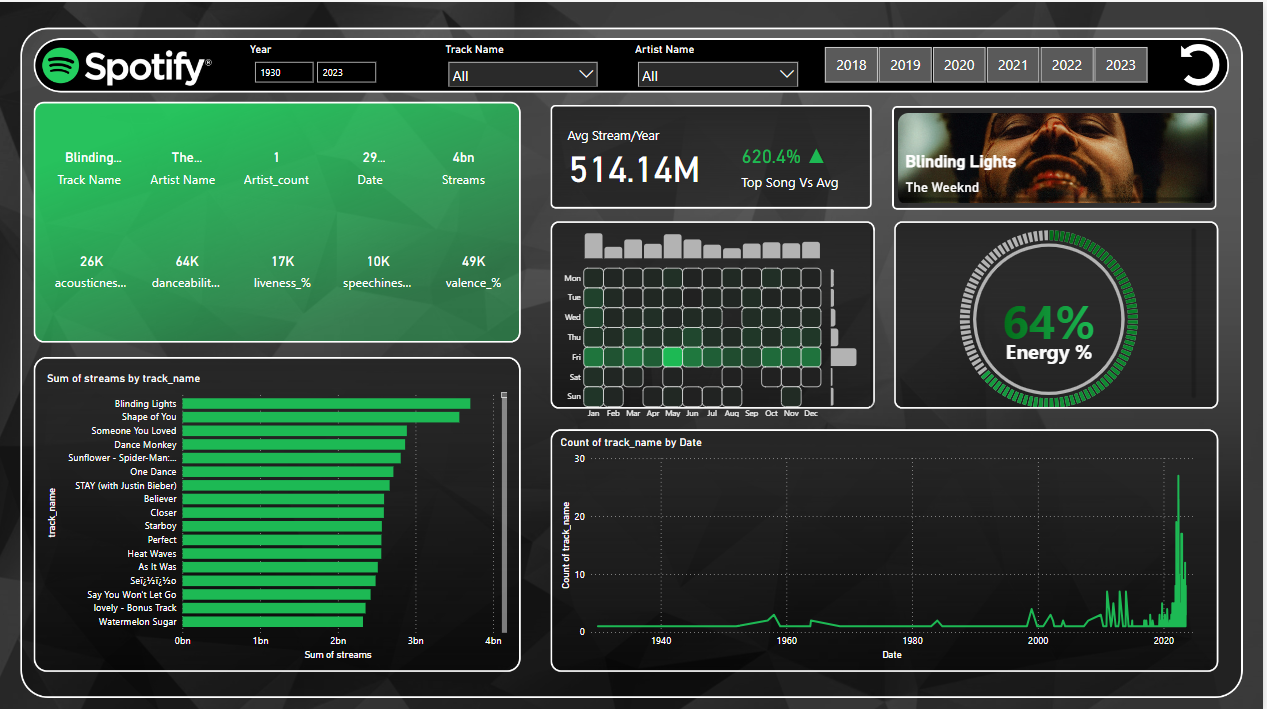 Spotify®
Year
1930
2023
Track Name
All
Artist Name
All
2018 2019 2020 2021 2022 2023
Blinding...
Track Name
The...
Artist Name
1
Artist_count
29...
Date
4bn
Streams
26K
acousticnes...
64K
danceabilit...
17K
liveness_%
10K
speechines...
49K
valence_%
Avg Stream/Year
514.14M
620.4% ▲
Top Song Vs Avg
Blinding Lights
The Weeknd
Mon
Tue
Wed
Thu
Fri
Sat
Sun
Jan Feb Mar Apr May Jun Jul Aug Sep Oct Nov Dec
64%
Energy %
Sum of streams by track_name
track_name
Blinding Lights
Shape of You
Someone You Loved
Dance Monkey
Sunflower - Spider-Man:...
One Dance
STAY (with Justin Bieber)
Believer
Closer
Starboy
Perfect
Heat Waves
As It Was
Seï¿½ï¿½o
Say You Won't Let Go
lovely - Bonus Track
Watermelon Sugar
0bn 1bn 2bn 3bn 4bn
Sum of streams
Count of track_name by Date
Count of track_name
30
20
10
0
1940 1960 1980 2000 2020
Date